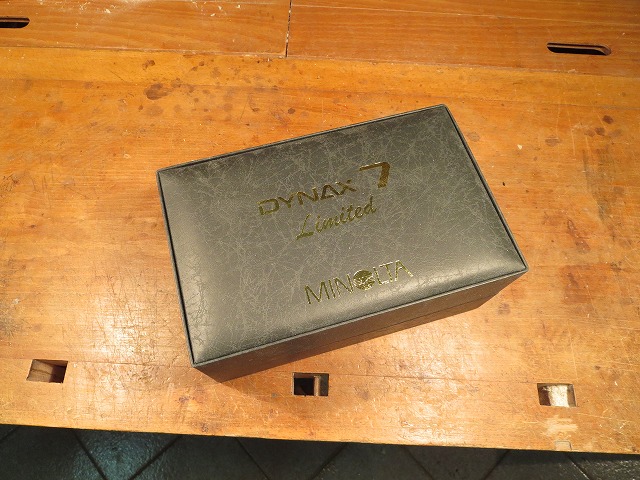 DYNAX 7
Limited
MINOLTA